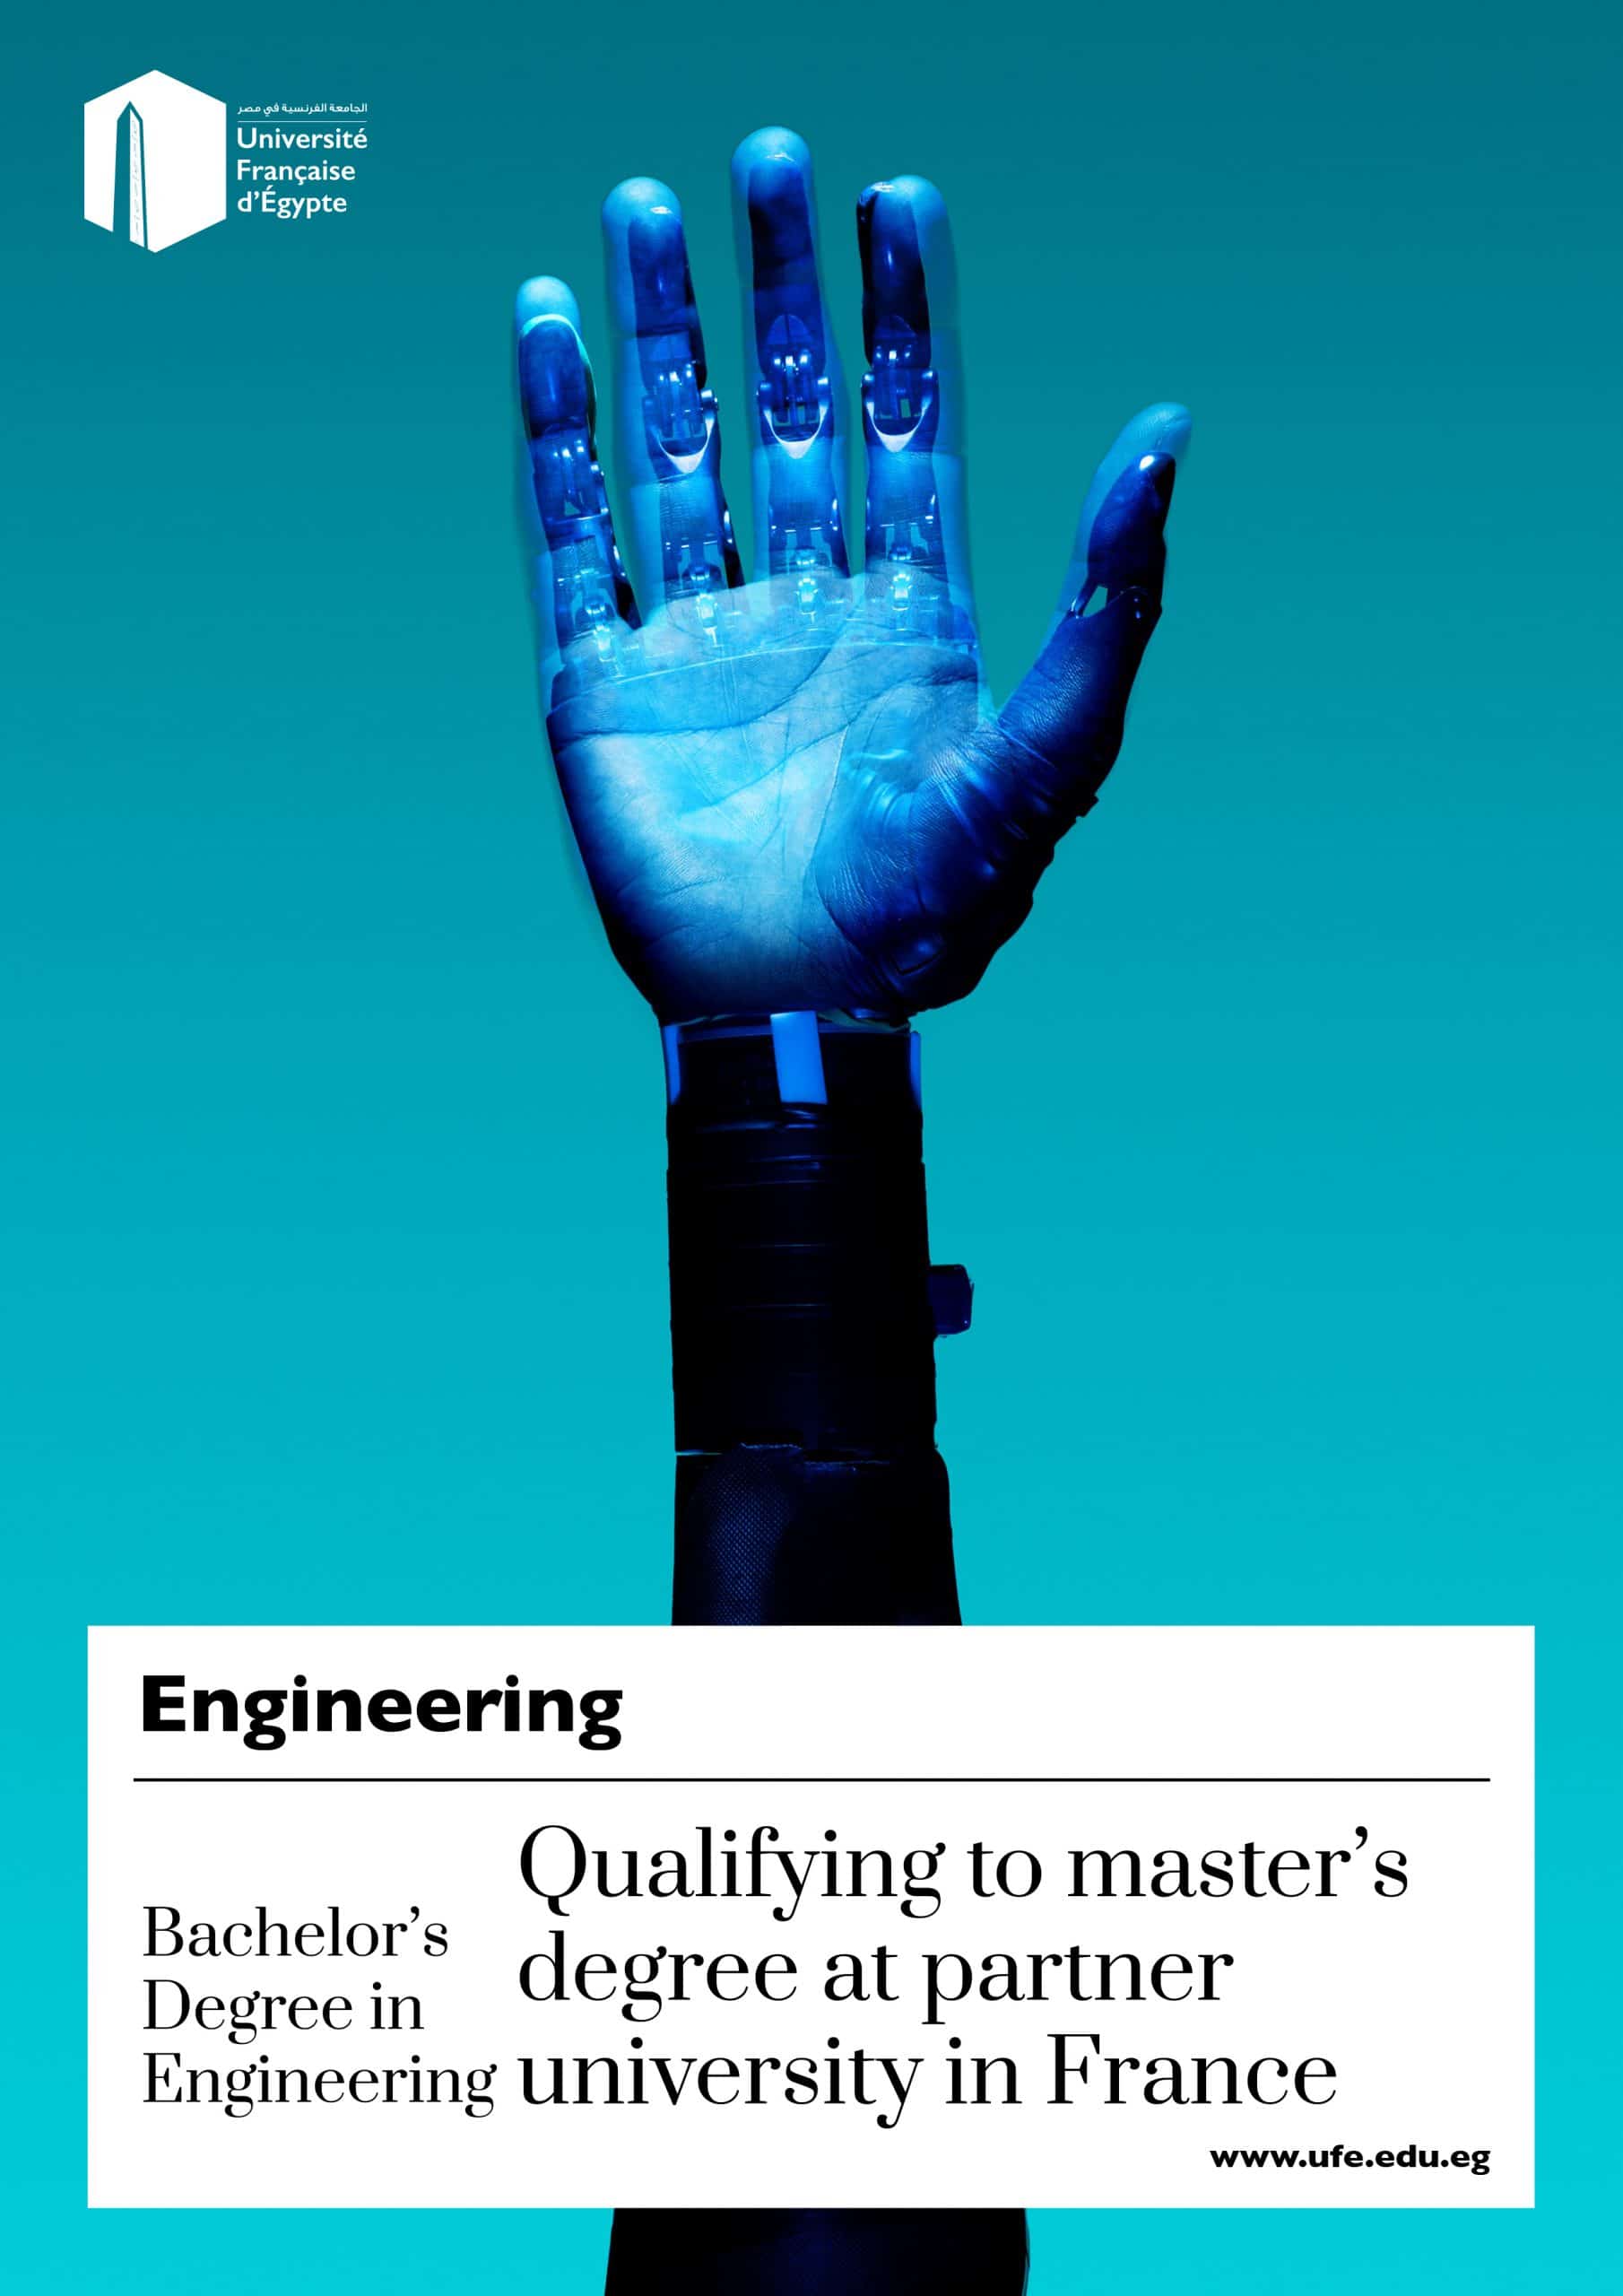 الجامعة الفرنسية في مصر
Université
Française
d'Égypte
Engineering
Bachelor's
Degree in
Engineering
Qualifying to master's
degree at partner
university in France
www.ufe.edu.eg